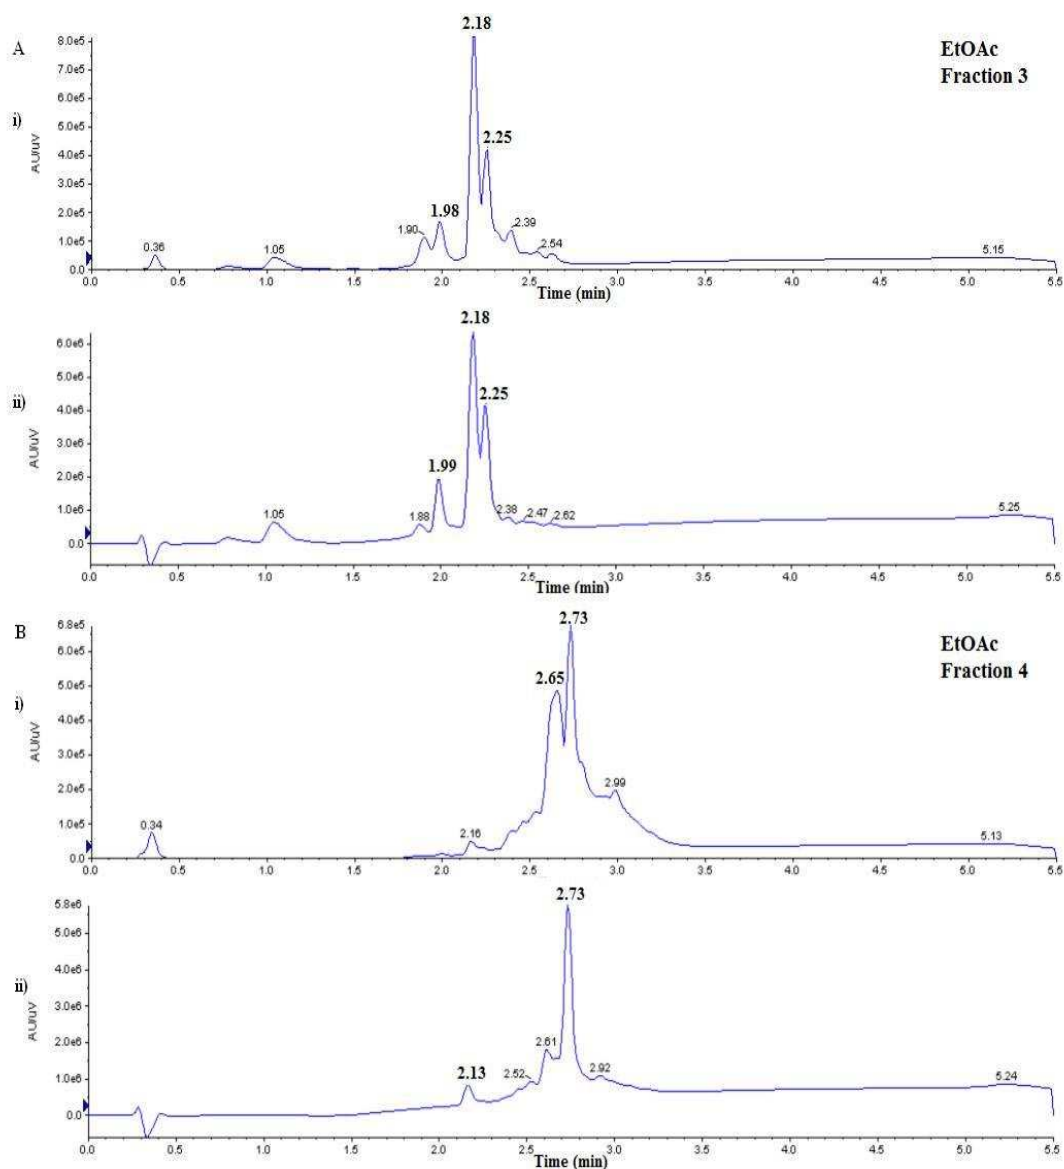 A
EtOAc
Fraction 3
i)
AU/uV
8.0e5
7.0e5
6.0e5
5.0e5
4.0e5
3.0e5
2.0e5
1.0e5
0.0
0.36
1.05
1.90
1.98
2.18
2.25
2.39
2.54
5.15
0.0 0.5 1.0 1.5 2.0 2.5 3.0 3.5 4.0 4.5 5.0 5.5
Time (min)
ii)
AU/uV
6.0e6
5.0e6
4.0e6
3.0e6
2.0e6
1.0e6
0.0
1.05
1.88
1.99
2.18
2.25
2.38
2.47
2.62
5.25
0.0 0.5 1.0 1.5 2.0 2.5 3.0 3.5 4.0 4.5 5.0 5.5
Time (min)
B
EtOAc
Fraction 4
i)
AU/uV
6.8e5
6.0e5
5.0e5
4.0e5
3.0e5
2.0e5
1.0e5
0.0
0.34
2.16
2.65
2.73
2.99
5.13
0.0 0.5 1.0 1.5 2.0 2.5 3.0 3.5 4.0 4.5 5.0 5.5
Time (min)
ii)
AU/uV
5.8e6
5.0e6
4.0e6
3.0e6
2.0e6
1.0e6
0.0
2.13
2.52
2.61
2.73
2.92
5.24
0.0 0.5 1.0 1.5 2.0 2.5 3.0 3.5 4.0 4.5 5.0 5.5
Time (min)